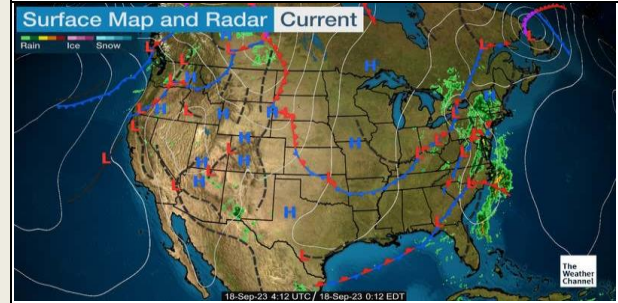 Surface Map and Radar Current
Rain Ice Snow
L L
L
L H
L
H L H H H
L H H
L L
L H
L H L L L
L H H L
H L L L
L
H L
L
18-Sep-23 4:12 UTC / 18-Sep-23 0:12 EDT
The
Weather
Channel